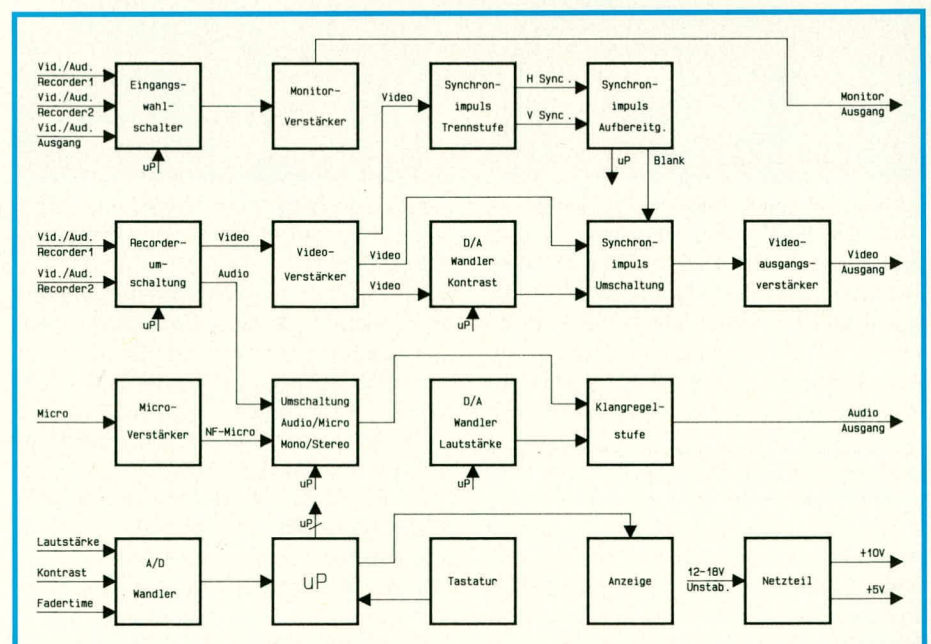 Vid./Aud.
Recorder1
Vid./Aud.
Recorder2
Vid./Aud.
Ausgang
uP
Eingangs-
wahl-
schalter
Monitor-
Verstärker
Video
Synchron-
impuls
Trennstufe
H Sync.
V Sync.
Synchron-
impuls
Aufbereitg.
uP
Blank
Monitor
Ausgang
Vid./Aud.
Recorder1
Vid./Aud.
Recorder2
uP
Recorder-
um-
schaltung
Video
Audio
Video-
Verstärker
Video
Video
D/A
Wandler
Kontrast
uP
Synchron-
impuls
Umschaltung
Video-
ausgangs-
verstärker
Video
Ausgang
Micro
Micro-
Verstärker
NF-Micro
Umschaltung
Audio/Micro
Mono/Stereo
uP
D/A
Wandler
Lautstärke
uP
Klangregel-
stufe
Audio
Ausgang
Lautstärke
Kontrast
Fadertime
A/D
Wandler
uP
uP
Tastatur
Anzeige
12-18V
Unstab.
Netzteil
+10V
+5V